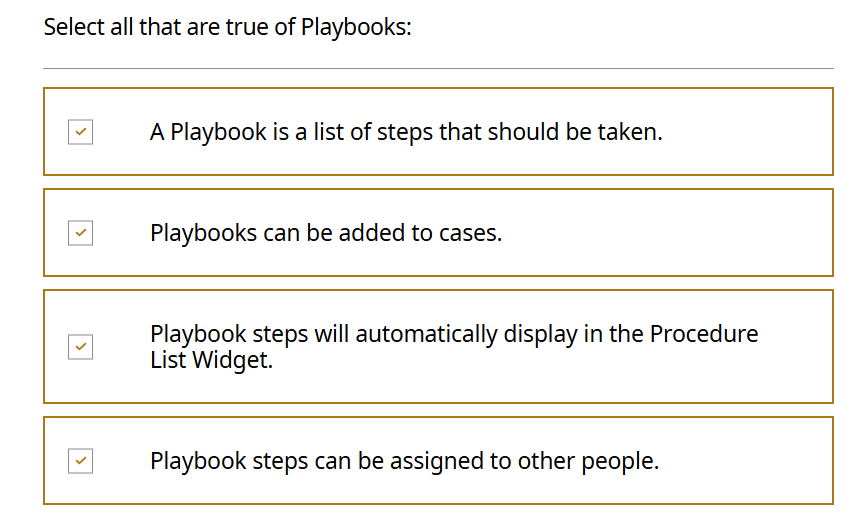 Select all that are true of Playbooks:
A Playbook is a list of steps that should be taken.
Playbooks can be added to cases.
Playbook steps will automatically display in the Procedure
List Widget.
Playbook steps can be assigned to other people.